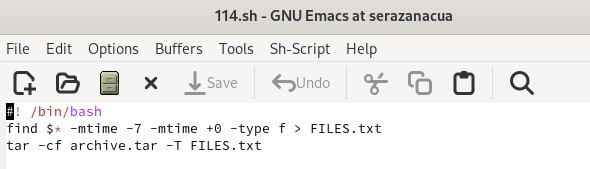 114.sh - GNU Emacs at serazanacua
File Edit Options Buffers Tools Sh-Script Help
Save Undo
#! /bin/bash
find $* -mtime -7 -mtime +0 -type f > FILES.txt
tar -cf archive.tar -T FILES.txt